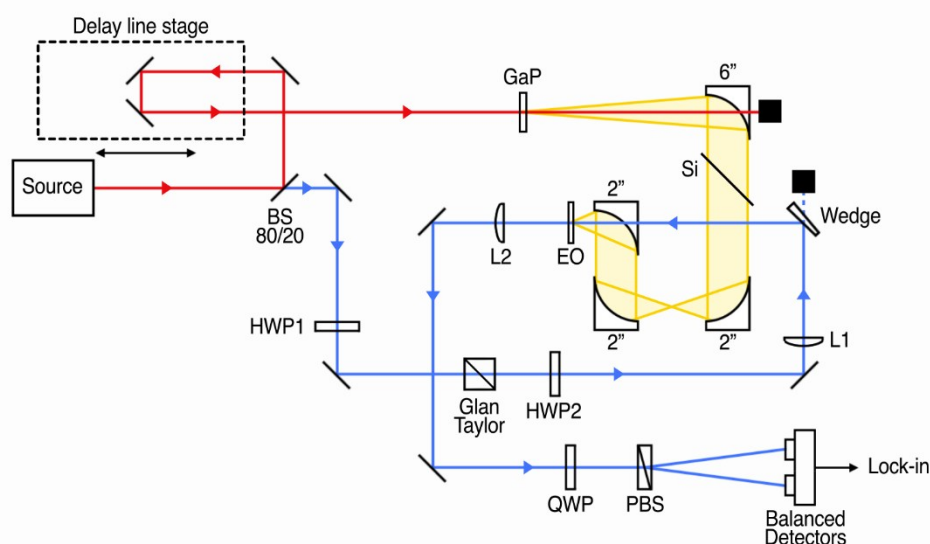 Delay line stage
GaP
6”
Source
Si
BS
80/20
2”
Wedge
L2
EO
HWP1
2”
2”
L1
Glan
Taylor
HWP2
QWP
PBS
Lock-in
Balanced
Detectors